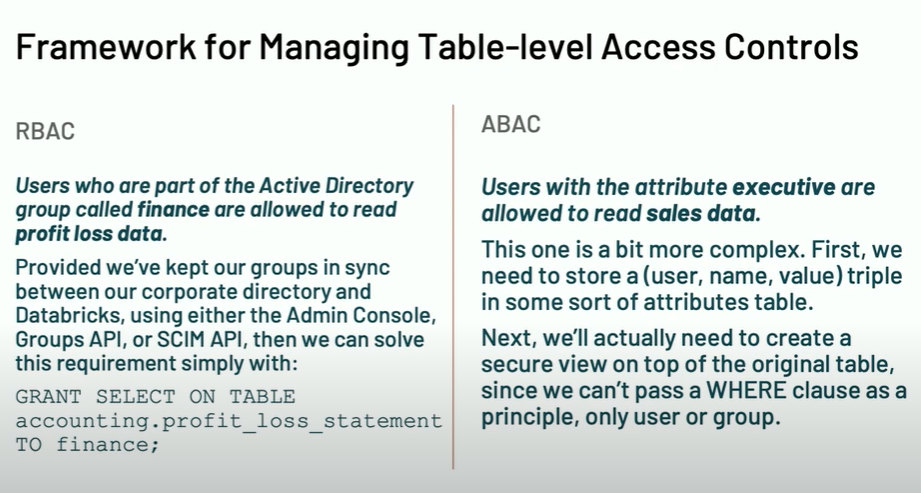 Framework for Managing Table-level Access Controls
RBAC
Users who are part of the Active Directory
group called finance are allowed to read
profit loss data.
Provided we've kept our groups in sync
between our corporate directory and
Databricks, using either the Admin Console,
Groups API, or SCIM API, then we can solve
this requirement simply with:
GRANT SELECT ON TABLE
accounting.profit_loss_statement
TO finance;
ABAC
Users with the attribute executive are
allowed to read sales data.
This one is a bit more complex. First, we
need to store a (user, name, value) triple
in some sort of attributes table.
Next, we'll actually need to create a
secure view on top of the original table,
since we can't pass a WHERE clause as a
principle, only user or group.